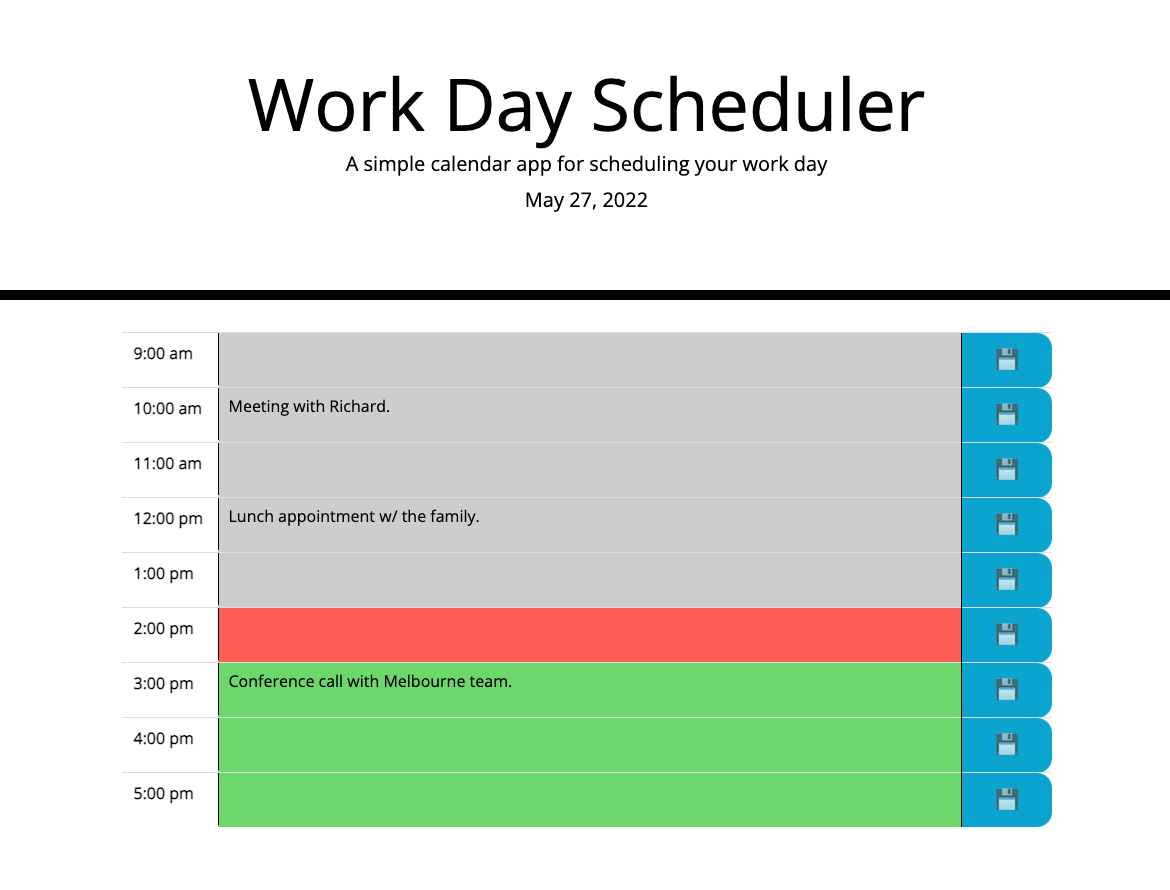 Work Day Scheduler
A simple calendar app for scheduling your work day
May 27, 2022
9:00 am
10:00 am Meeting with Richard.
11:00 am
12:00 pm Lunch appointment w/ the family.
1:00 pm
2:00 pm
3:00 pm Conference call with Melbourne team.
4:00 pm
5:00 pm